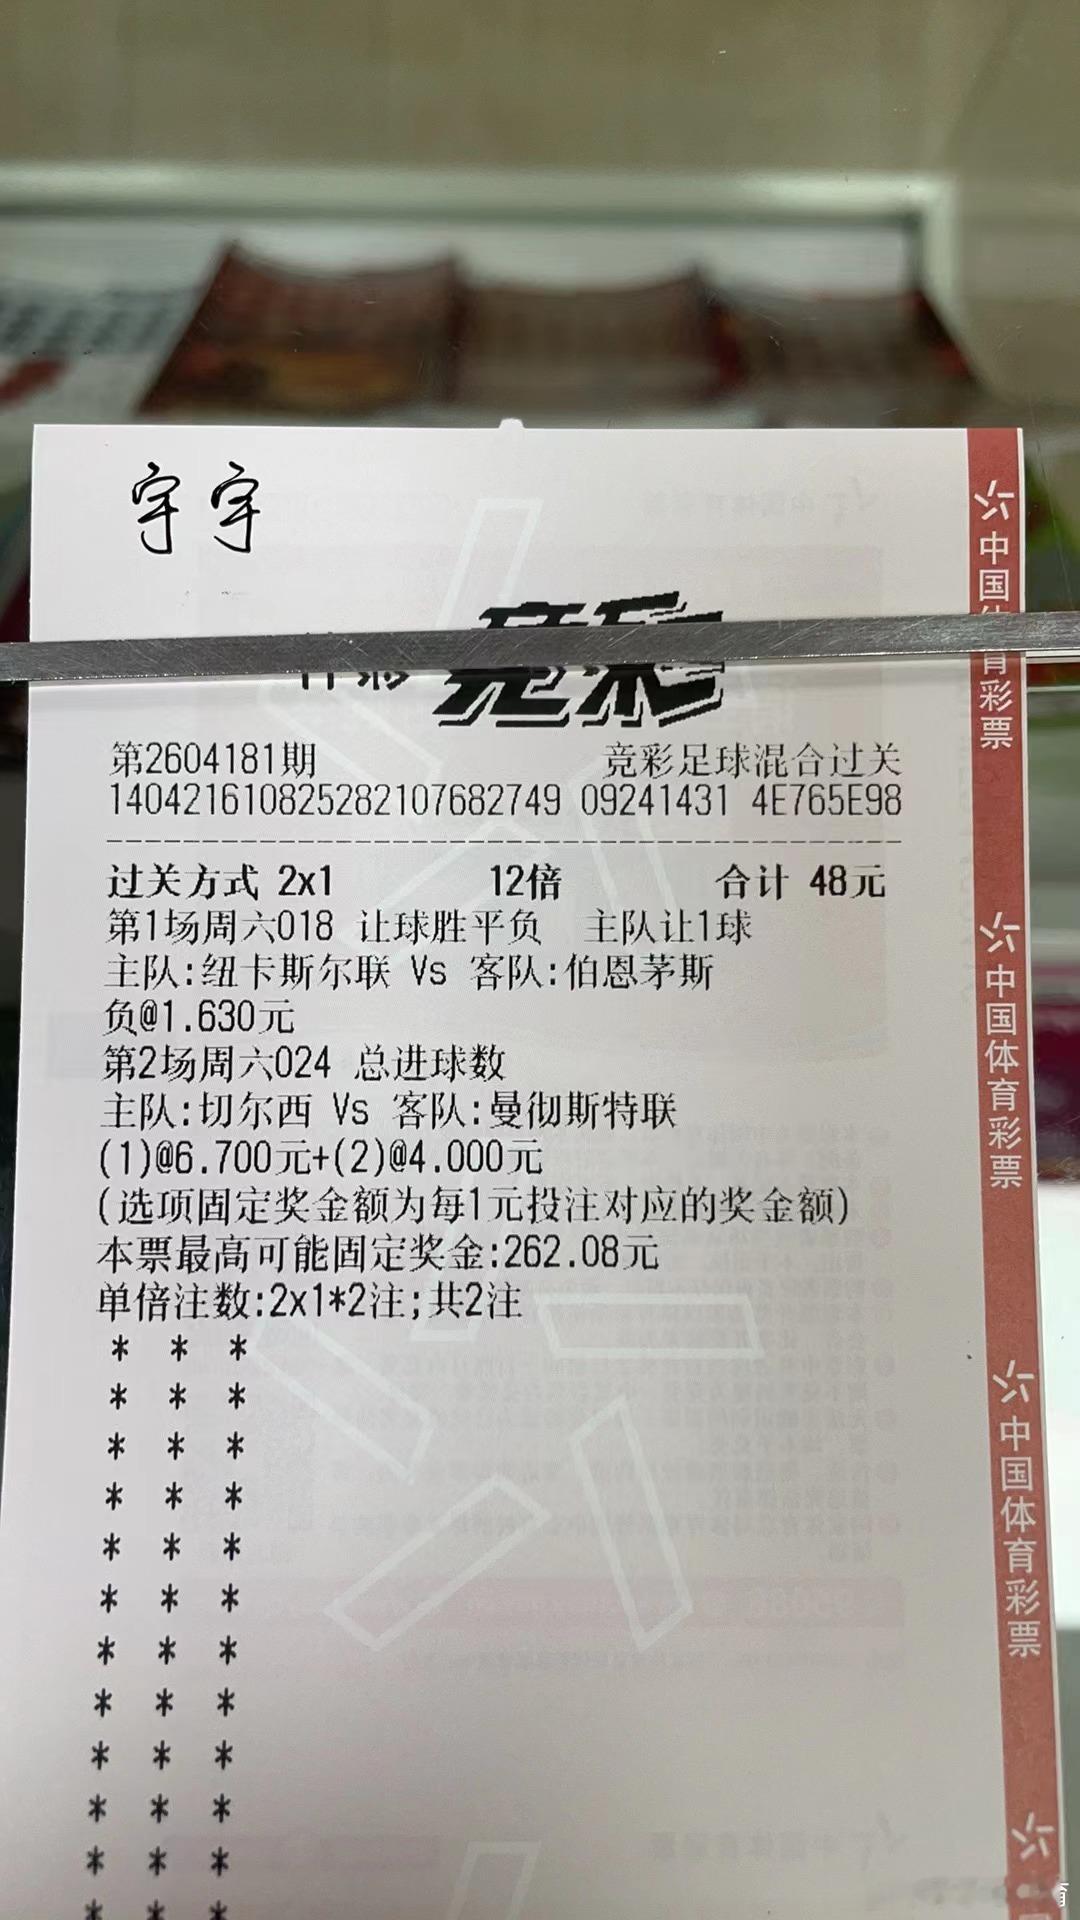 宇宇
竞彩
第2604181期 竞彩足球混合过关
140421610825282107682749 09241431 4E765E98
过关方式 2x1 12倍 合计 48元
第1场周六018 让球胜平负 主队让1球
主队:纽卡斯尔联 Vs 客队:伯恩茅斯
负@1.630元
第2场周六024 总进球数
主队:切尔西 Vs 客队:曼彻斯特联
(1)@6.700元+(2)@4.000元
(选项固定奖金额为每1元投注对应的奖金额)
本票最高可能固定奖金:262.08元
单倍注数:2x1*2注;共2注
* * *
* * *
* * *
* * *
* * *
* * *
* * *
* * *
* * *
* * *
* * *
* * *
中国体育彩票
中国体育彩票
中国体育彩票